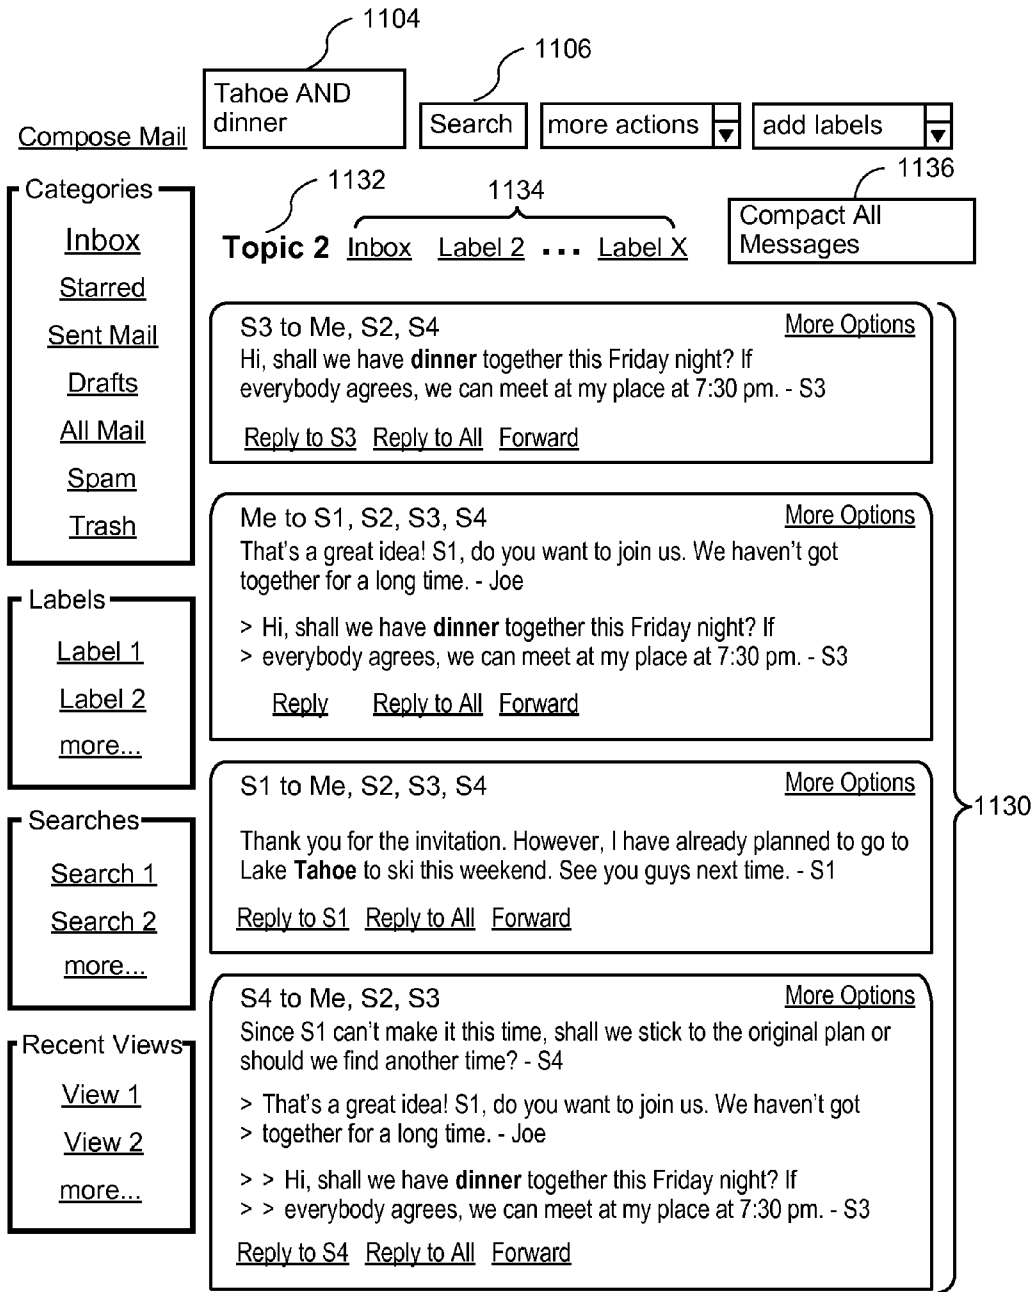 1104
1106
Tahoe AND
dinner
Search
more actions
add labels
Compose Mail
1136
Compact All
Messages
1132
1134
Topic 2 Inbox Label 2 ... Label X
Categories
Inbox
Starred
Sent Mail
Drafts
All Mail
Spam
Trash
Labels
Label 1
Label 2
more...
Searches
Search 1
Search 2
more...
Recent Views
View 1
View 2
more...
S3 to Me, S2, S4 More Options
Hi, shall we have dinner together this Friday night? If
everybody agrees, we can meet at my place at 7:30 pm. - S3
Reply to S3 Reply to All Forward
Me to S1, S2, S3, S4 More Options
That's a great idea! S1, do you want to join us. We haven't got
together for a long time. - Joe
> Hi, shall we have dinner together this Friday night? If
> everybody agrees, we can meet at my place at 7:30 pm. - S3
Reply Reply to All Forward
S1 to Me, S2, S3, S4 More Options
Thank you for the invitation. However, I have already planned to go to
Lake Tahoe to ski this weekend. See you guys next time. - S1
Reply to S1 Reply to All Forward
S4 to Me, S2, S3 More Options
Since S1 can't make it this time, shall we stick to the original plan or
should we find another time? - S4
> That's a great idea! S1, do you want to join us. We haven't got
> together for a long time. - Joe
> > Hi, shall we have dinner together this Friday night? If
> > everybody agrees, we can meet at my place at 7:30 pm. - S3
Reply to S4 Reply to All Forward
1130